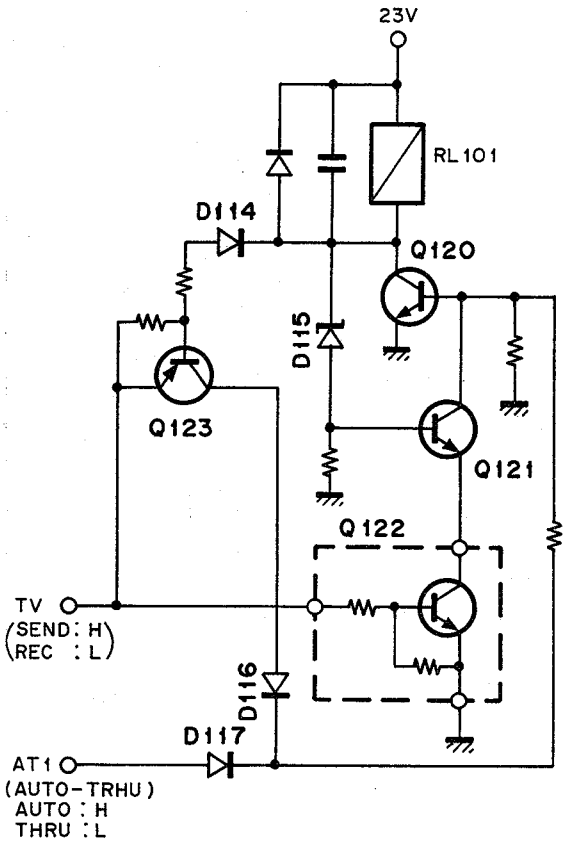 23V
RL101
D114
Q120
D115
Q123
Q121
Q122
TV
(SEND:H)
(REC :L)
D116
D117
AT1
(AUTO-TRHU)
AUTO:H
THRU:L